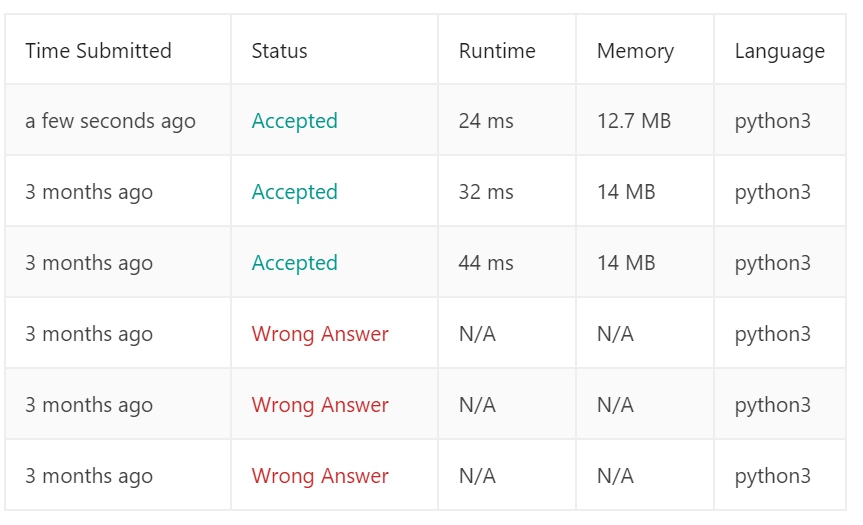 Time Submitted Status Runtime Memory Language
a few seconds ago Accepted 24 ms 12.7 MB python3
3 months ago Accepted 32 ms 14 MB python3
3 months ago Accepted 44 ms 14 MB python3
3 months ago Wrong Answer N/A N/A python3
3 months ago Wrong Answer N/A N/A python3
3 months ago Wrong Answer N/A N/A python3